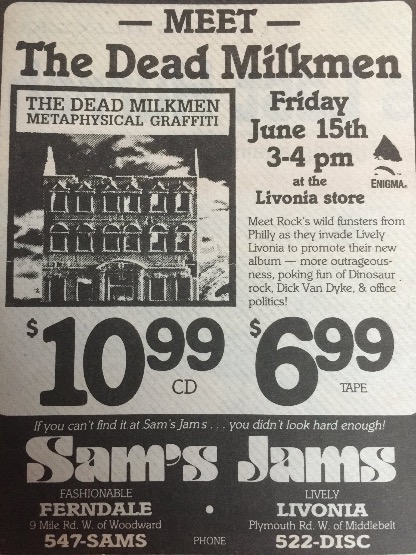 — MEET —
The Dead Milkmen
THE DEAD MILKMEN
METAPHYSICAL GRAFFITI
Friday
June 15th
3-4 pm
at the
Livonia store
ENIGMA.
Meet Rock's wild funsters from
Philly as they invade Lively
Livonia to promote their new
album — more outrageous-
ness, poking fun of Dinosaur
rock, Dick Van Dyke, & office
politics!
$10.99 CD
$6.99 TAPE
If you can't find it at Sam's Jams . . . you didn't look hard enough!
Sam's Jams
FASHIONABLE
FERNDALE
9 Mile Rd. W. of Woodward
547-SAMS
•
PHONE
LIVELY
LIVONIA
Plymouth Rd. W. of Middlebelt
522-DISC